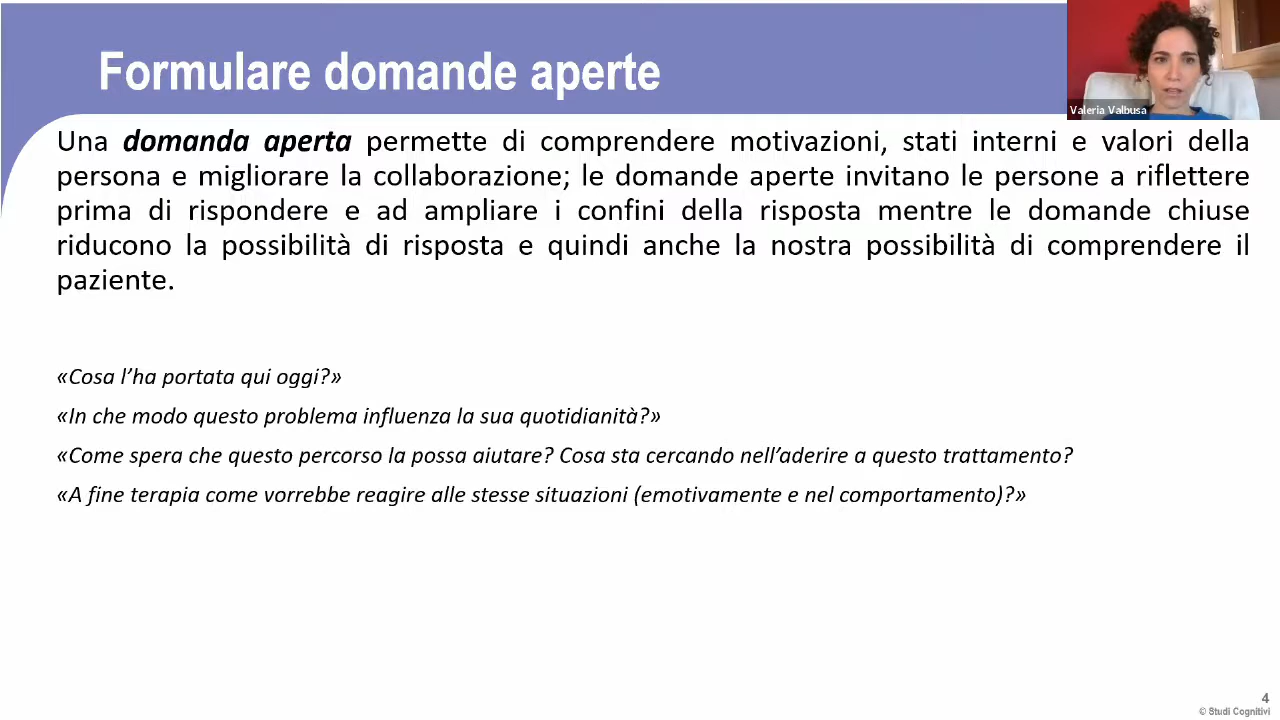 Formulare domande aperte
Valeria Valbusa
Una domanda aperta permette di comprendere motivazioni, stati interni e valori della
persona e migliorare la collaborazione; le domande aperte invitano le persone a riflettere
prima di rispondere e ad ampliare i confini della risposta mentre le domande chiuse
riducono la possibilità di risposta e quindi anche la nostra possibilità di comprendere il
paziente.
«Cosa l’ha portata qui oggi?»
«In che modo questo problema influenza la sua quotidianità?»
«Come spera che questo percorso la possa aiutare? Cosa sta cercando nell’aderire a questo trattamento?
«A fine terapia come vorrebbe reagire alle stesse situazioni (emotivamente e nel comportamento)?»
4
© Studi Cognitivi